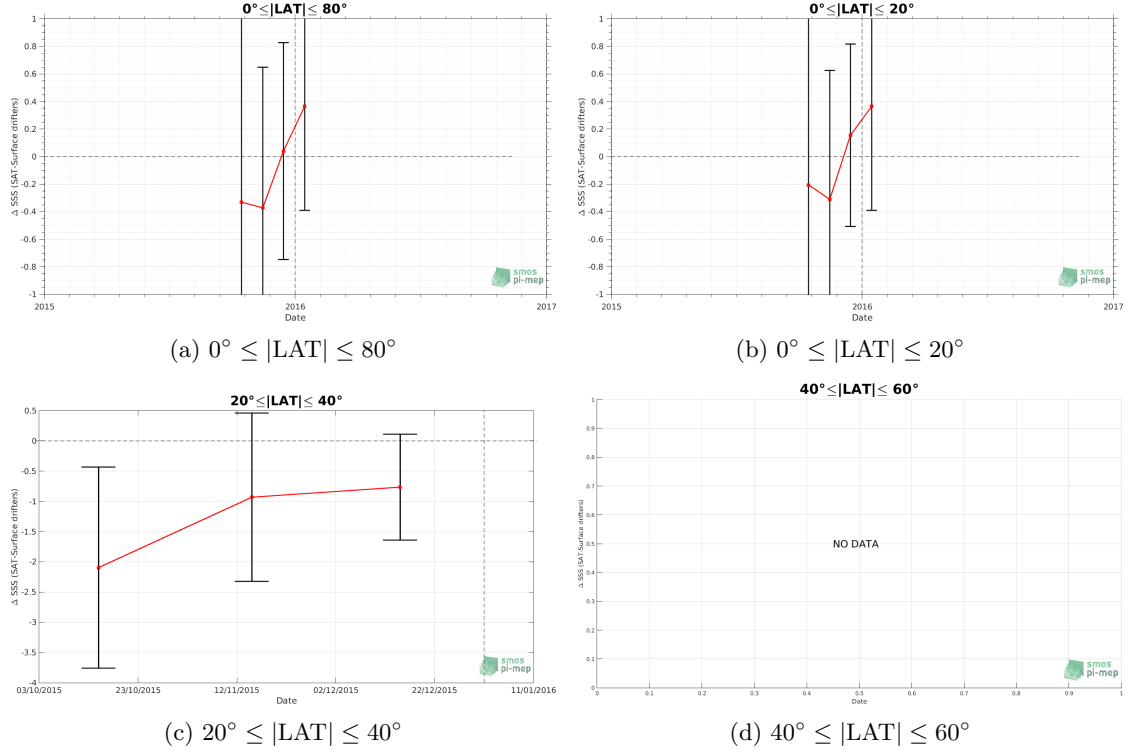 0°≤|LAT|≤ 80°
Δ SSS (SAT-Surface drifters)
1
0.8
0.6
0.4
0.2
0
-0.2
-0.4
-0.6
-0.8
-1
2015
2016
2017
Date
smos
pi-mep
(a) 0° ≤ |LAT| ≤ 80°
0°≤|LAT|≤ 20°
Δ SSS (SAT-Surface drifters)
1
0.8
0.6
0.4
0.2
0
-0.2
-0.4
-0.6
-0.8
-1
2015
2016
2017
Date
smos
pi-mep
(b) 0° ≤ |LAT| ≤ 20°
20°≤|LAT|≤ 40°
Δ SSS (SAT-Surface drifters)
0.5
0
-0.5
-1
-1.5
-2
-2.5
-3
-3.5
-4
03/10/2015
23/10/2015
12/11/2015
02/12/2015
22/12/2015
11/01/2016
Date
smos
pi-mep
(c) 20° ≤ |LAT| ≤ 40°
40°≤|LAT|≤ 60°
Δ SSS (SAT-Surface drifters)
1
0.9
0.8
0.7
0.6
0.5
0.4
0.3
0.2
0.1
0
NO DATA
0
0.1
0.2
0.3
0.4
0.5
0.6
0.7
0.8
0.9
1
Date
smos
pi-mep
(d) 40° ≤ |LAT| ≤ 60°